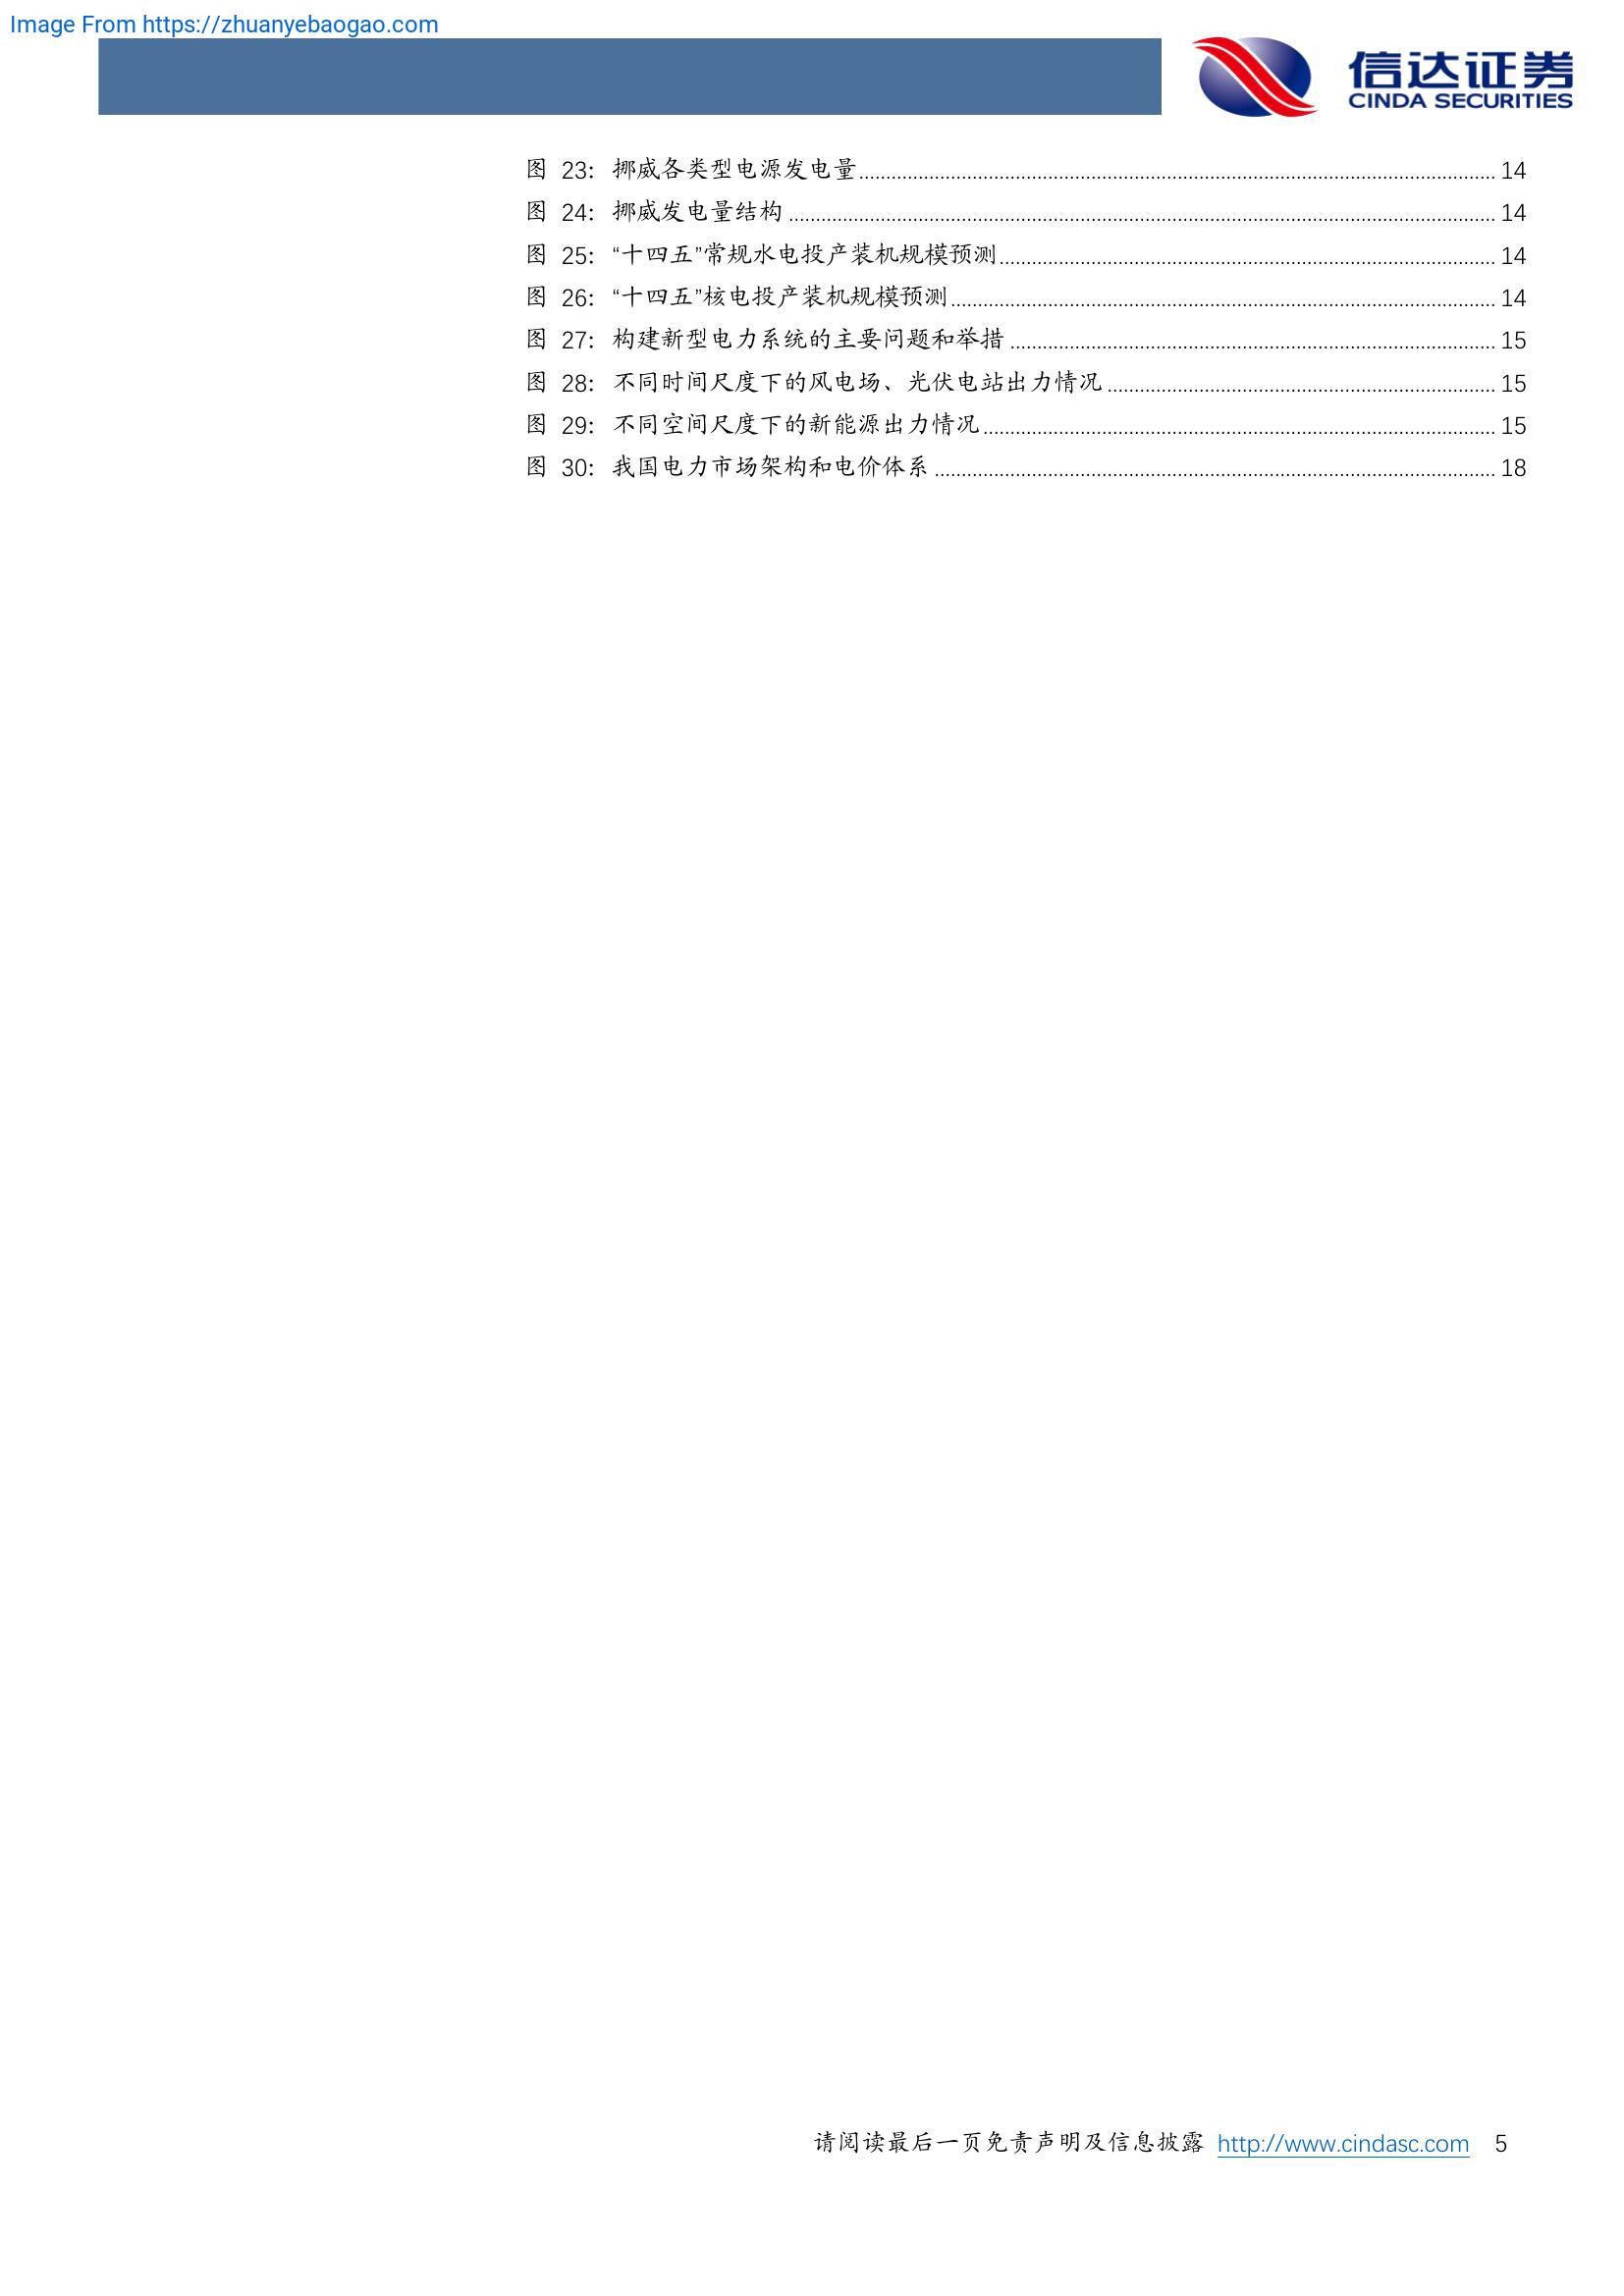 Image From https://zhuanyebaogao.com
信达证券
CINDA SECURITIES
图 23: 挪威各类型电源发电量 14
图 24: 挪威发电量结构 14
图 25: “十四五”常规水电投产装机规模预测 14
图 26: “十四五”核电投产装机规模预测 14
图 27: 构建新型电力系统的主要问题和举措 15
图 28: 不同时间尺度下的风电场、光伏电站出力情况 15
图 29: 不同空间尺度下的新能源出力情况 15
图 30: 我国电力市场架构和电价体系 18
请阅读最后一页免责声明及信息披露 http://www.cindasc.com 5